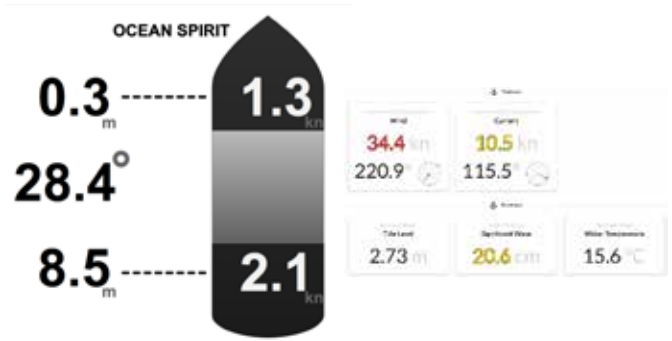 OCEAN SPIRIT
0.3 m
1.3 kn
28.4°
8.5 m
2.1 kn
Wind
34.4 kn
220.9°
Current
10.5 kn
115.5°
Tide Level
2.73 m
Significant Wave
20.6 cm
Water Temperature
15.6 °C